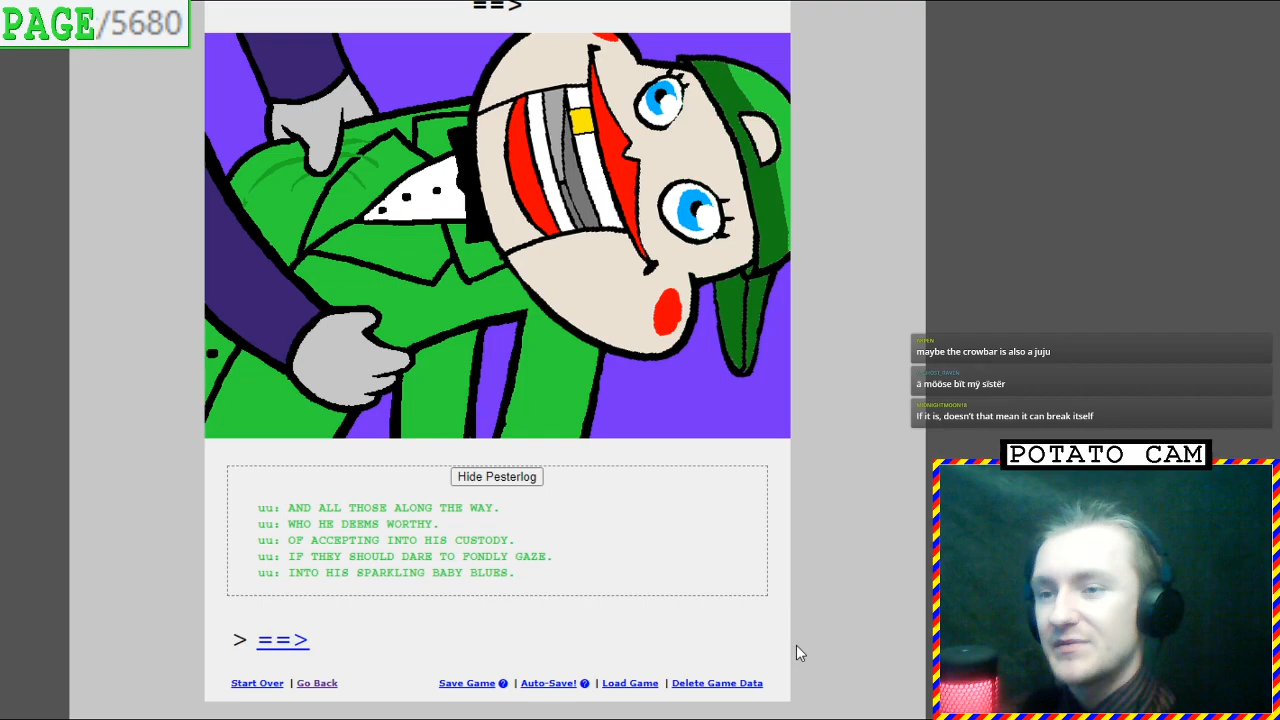 PAGE/5680
==>
Hide Pesterlog
uu: AND ALL THOSE ALONG THE WAY.
uu: WHO HE DEEMS WORTHY.
uu: OF ACCEPTING INTO HIS CUSTODY.
uu: IF THEY SHOULD DARE TO FONDLY GAZE.
uu: INTO HIS SPARKLING BABY BLUES.
> ==>
Start Over | Go Back
Save Game ? | Auto-Save! ? | Load Game | Delete Game Data
maybe the crowbar is also a juju
ä mööse bït mÿ sïstër
MIDNIGHTMOON18
If it is, doesn't that mean it can break itself
POTATO CAM